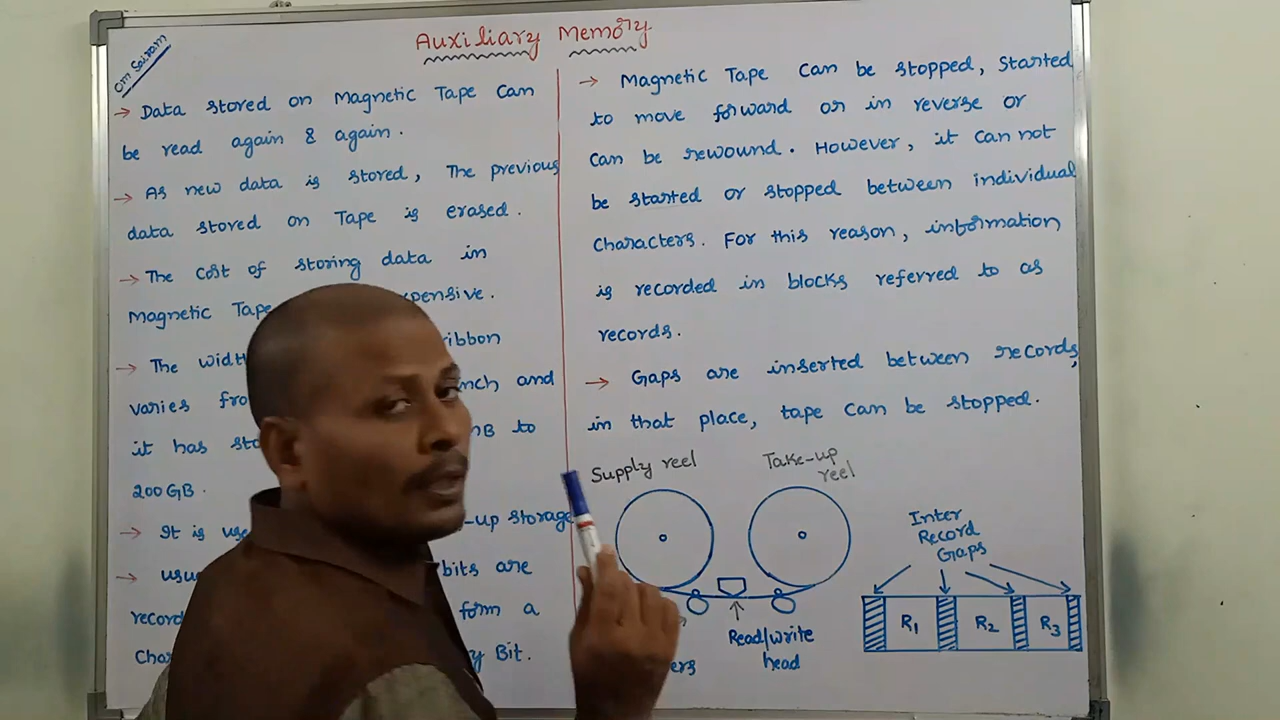 Auxiliary Memory
Om Sairam
→ Data stored on Magnetic Tape Can
be read again & again.
→ As new data is stored, The previous
data stored on Tape is erased.
→ The cost of storing data in
Magnetic Tape
→ The
varies
it has
200 GB.
→ It is
-up storage
→
bits are
form a
Bit.
→ Magnetic Tape Can be stopped, Started
to move forward or in reverse or
Can be rewound. However, it can not
be started or stopped between individual
Characters. For this reason, information
is recorded in blocks referred to as
records.
→ Gaps are inserted between records,
in that place, tape Can be stopped.
Supply reel
Take-up
reel
Read/write
head
Inter
Record
Gaps
R1 R2 R3